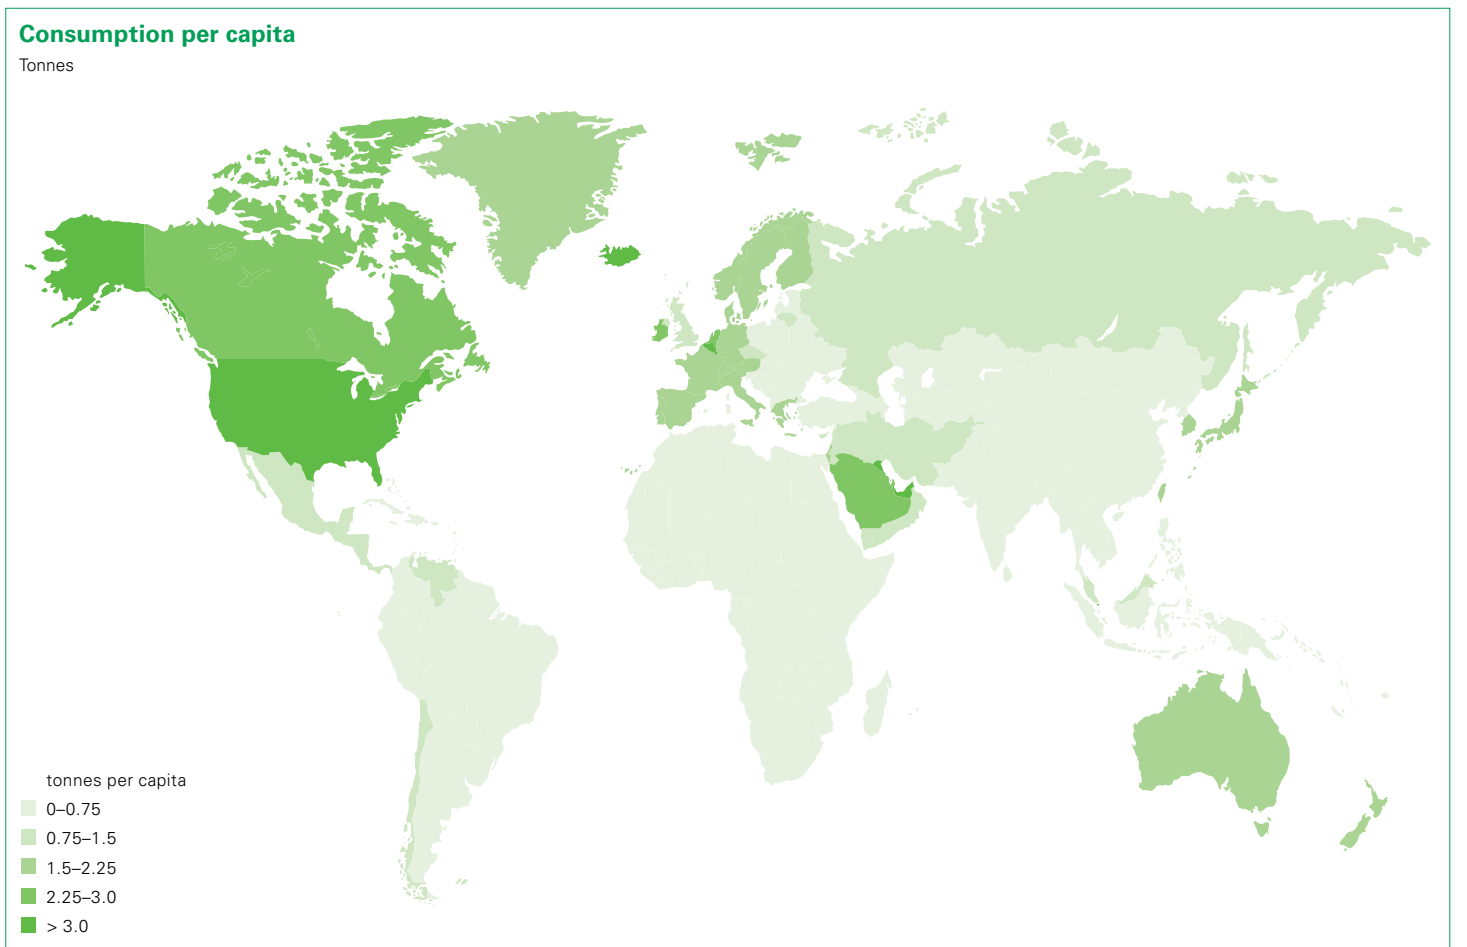 Consumption per capita
Tonnes
tonnes per capita
0–0.75
0.75–1.5
1.5–2.25
2.25–3.0
> 3.0